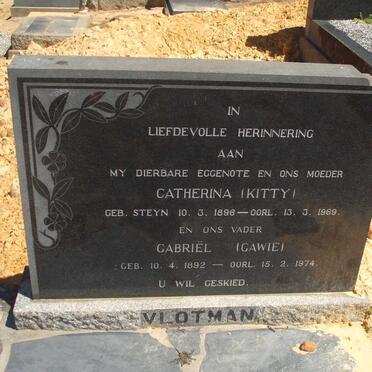 IN
LIEFDEVOLLE HERINNERING
AAN
MY DIERBARE EGGENOTE EN ONS MOEDER
CATHERINA (KITTY)
GEB. STEYN 10. 3. 1896 — OORL. 13. 3. 1969.
EN ONS VADER
GABRIËL (GAWIE)
GEB. 10. 4. 1892 — OORL. 15. 2. 1974.
U WIL GESKIED.
VLOTMAN